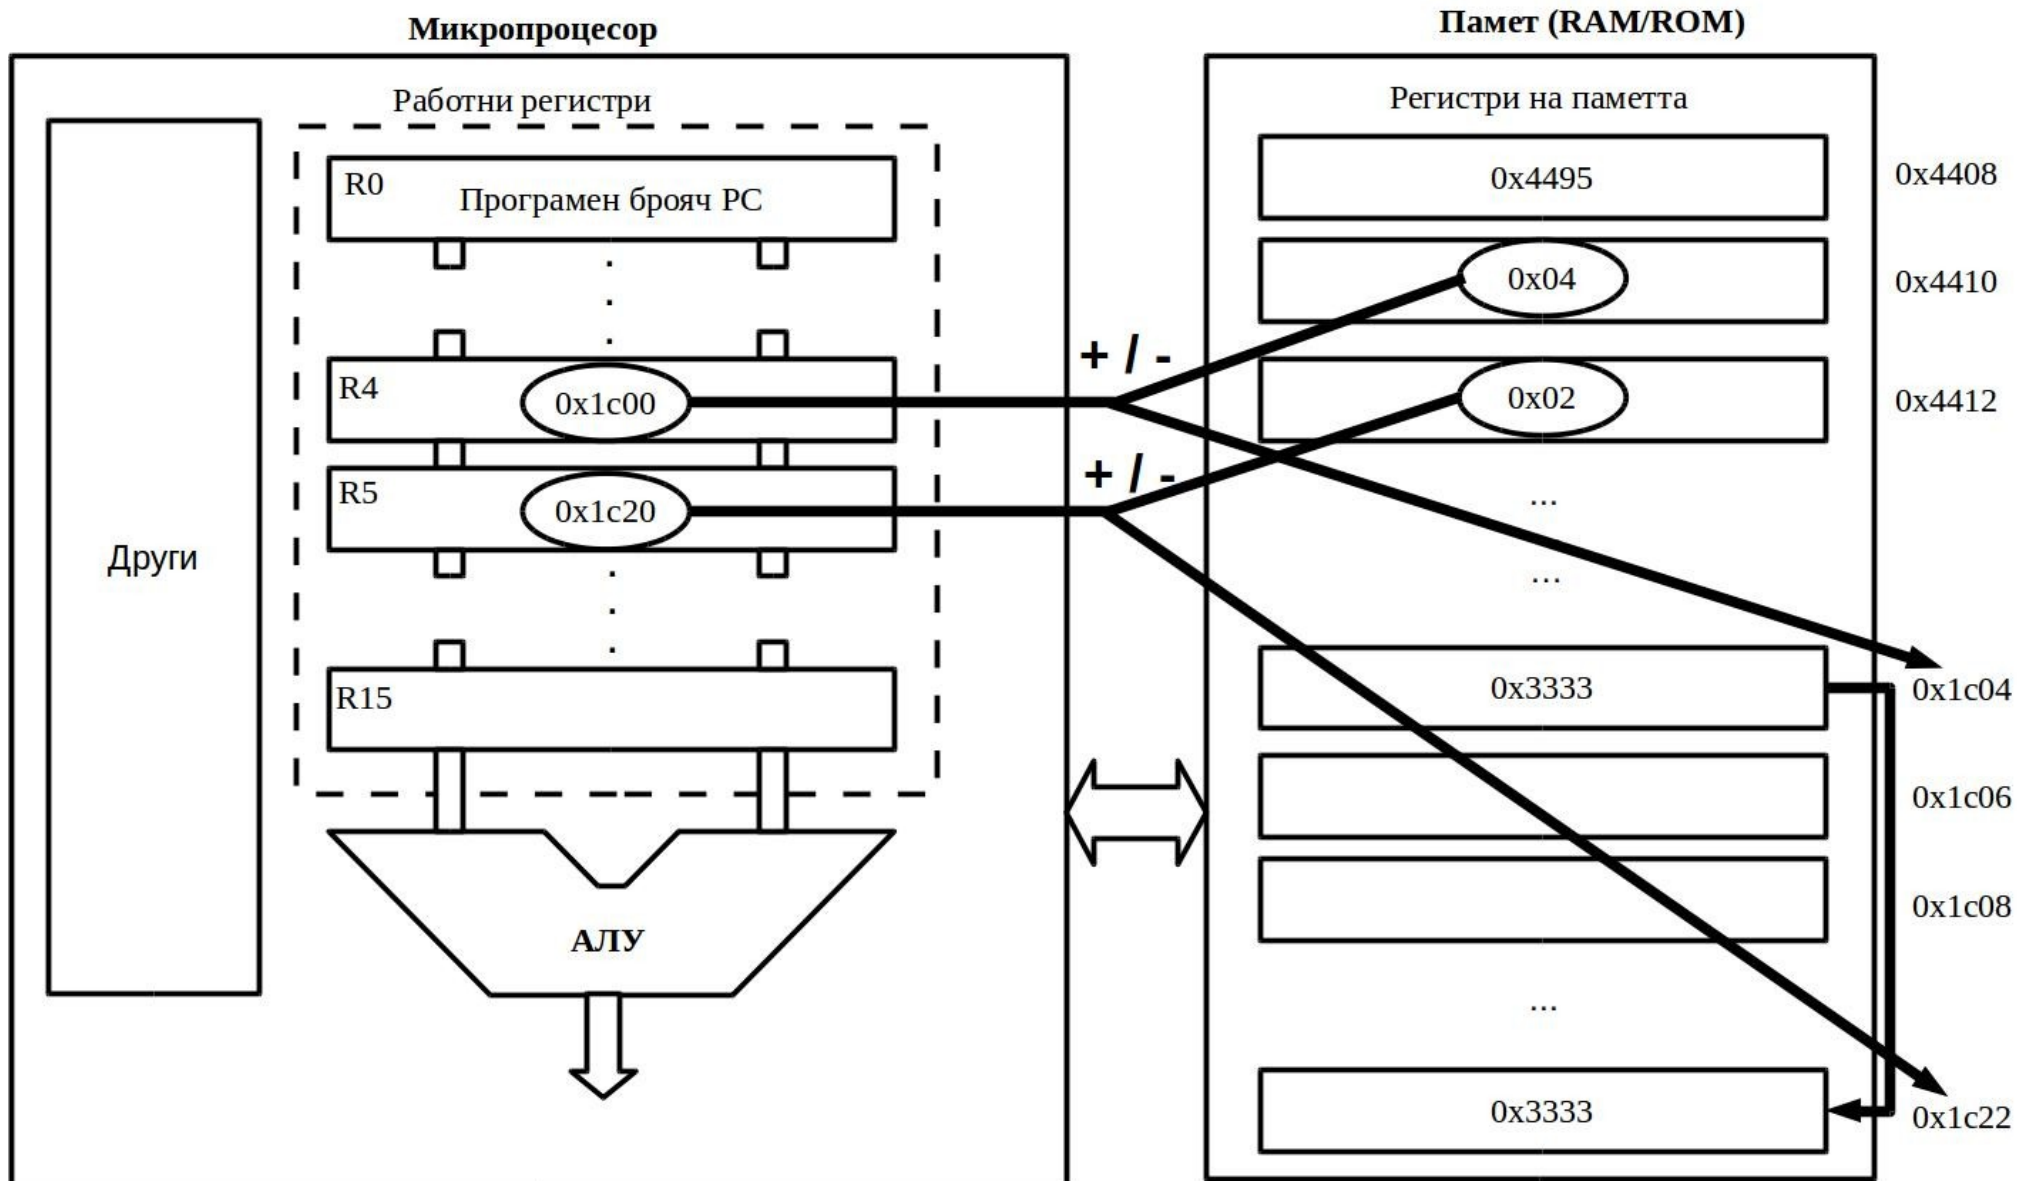 Микропроцесор
Памет (RAM/ROM)
Работни регистри
Регистри на паметта
Други
R0
Програмен брояч PC
.
.
.
R4
0x1c00
R5
0x1c20
.
.
.
R15
АЛУ
+ / -
+ / -
0x4495
0x4408
0x04
0x4410
0x02
0x4412
...
...
0x3333
0x1c04
0x1c06
0x1c08
...
0x3333
0x1c22